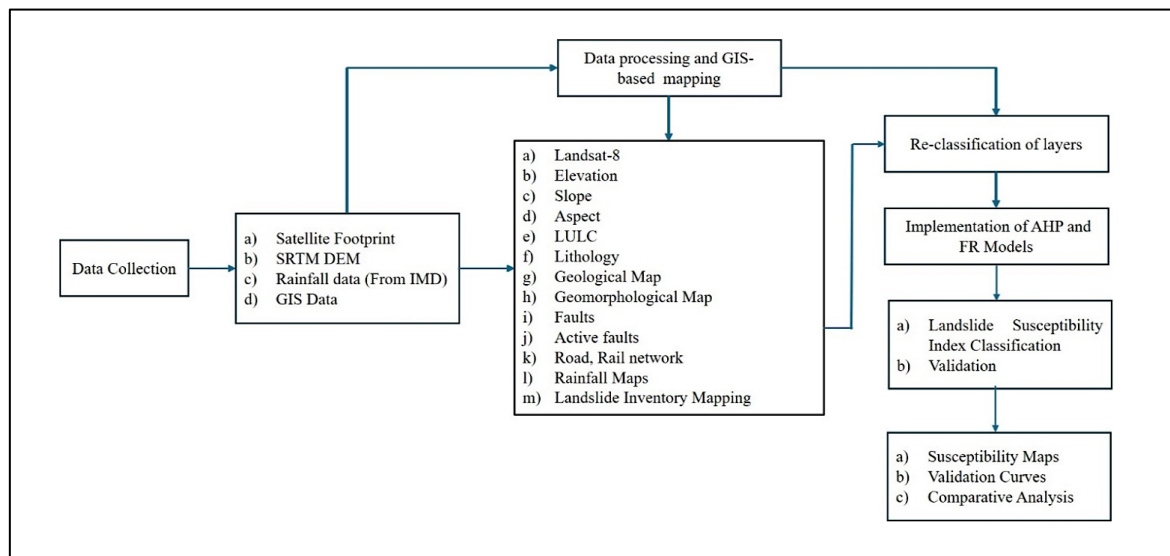 Data Collection
a) Satellite Footprint
b) SRTM DEM
c) Rainfall data (From IMD)
d) GIS Data
Data processing and GIS-
based mapping
a) Landsat-8
b) Elevation
c) Slope
d) Aspect
e) LULC
f) Lithology
g) Geological Map
h) Geomorphological Map
i) Faults
j) Active faults
k) Road, Rail network
l) Rainfall Maps
m) Landslide Inventory Mapping
Re-classification of layers
Implementation of AHP and
FR Models
a) Landslide Susceptibility
Index Classification
b) Validation
a) Susceptibility Maps
b) Validation Curves
c) Comparative Analysis